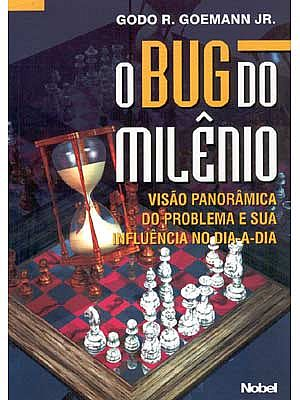 GODO R. GOEMANN JR.
O BUG DO
MILÊNIO
VISÃO PANORÂMICA
DO PROBLEMA E SUA
INFLUÊNCIA NO DIA-A-DIA
Nobel